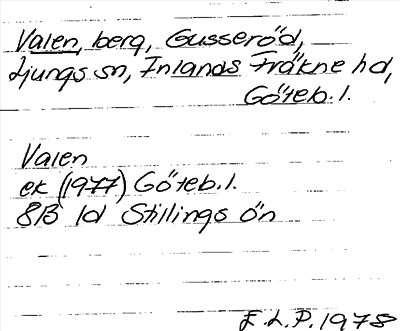 Valen, berg, Gusseröd,
Ljungs sn, Inlands Fräkne hd,
Göteb. l.
Valen
ek (1977) Göteb. l.
8B 1d Stillings ön
E.L.P. 1978